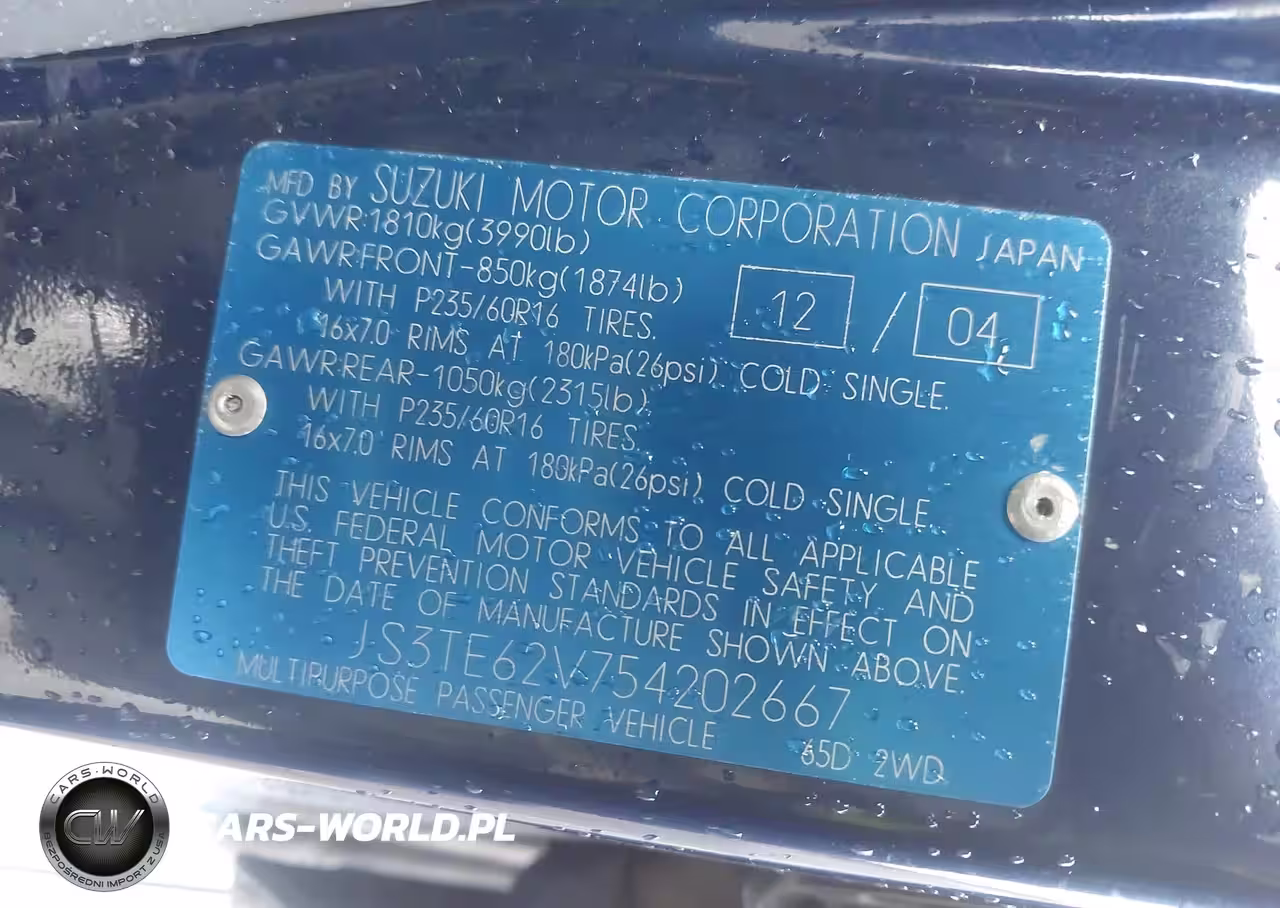 MFD BY SUZUKI MOTOR CORPORATION JAPAN
GVWR:1810kg(3990lb)
GAWR:FRONT-850kg(1874lb)
WITH P235/60R16 TIRES.
12 / 04
16x7.0 RIMS AT 180kPa(26psi) COLD SINGLE.
GAWR:REAR-1050kg(2315lb)
WITH P235/60R16 TIRES.
16x7.0 RIMS AT 180kPa(26psi) COLD SINGLE.
THIS VEHICLE CONFORMS TO ALL APPLICABLE
U.S. FEDERAL MOTOR VEHICLE SAFETY AND
THEFT PREVENTION STANDARDS IN EFFECT ON
THE DATE OF MANUFACTURE SHOWN ABOVE.
JS3TE62V754202667
MULTIPURPOSE PASSENGER VEHICLE 65D 2WD
CARS-WORLD
CW
BEZPOŚREDNI IMPORT Z USA
CARS-WORLD.PL